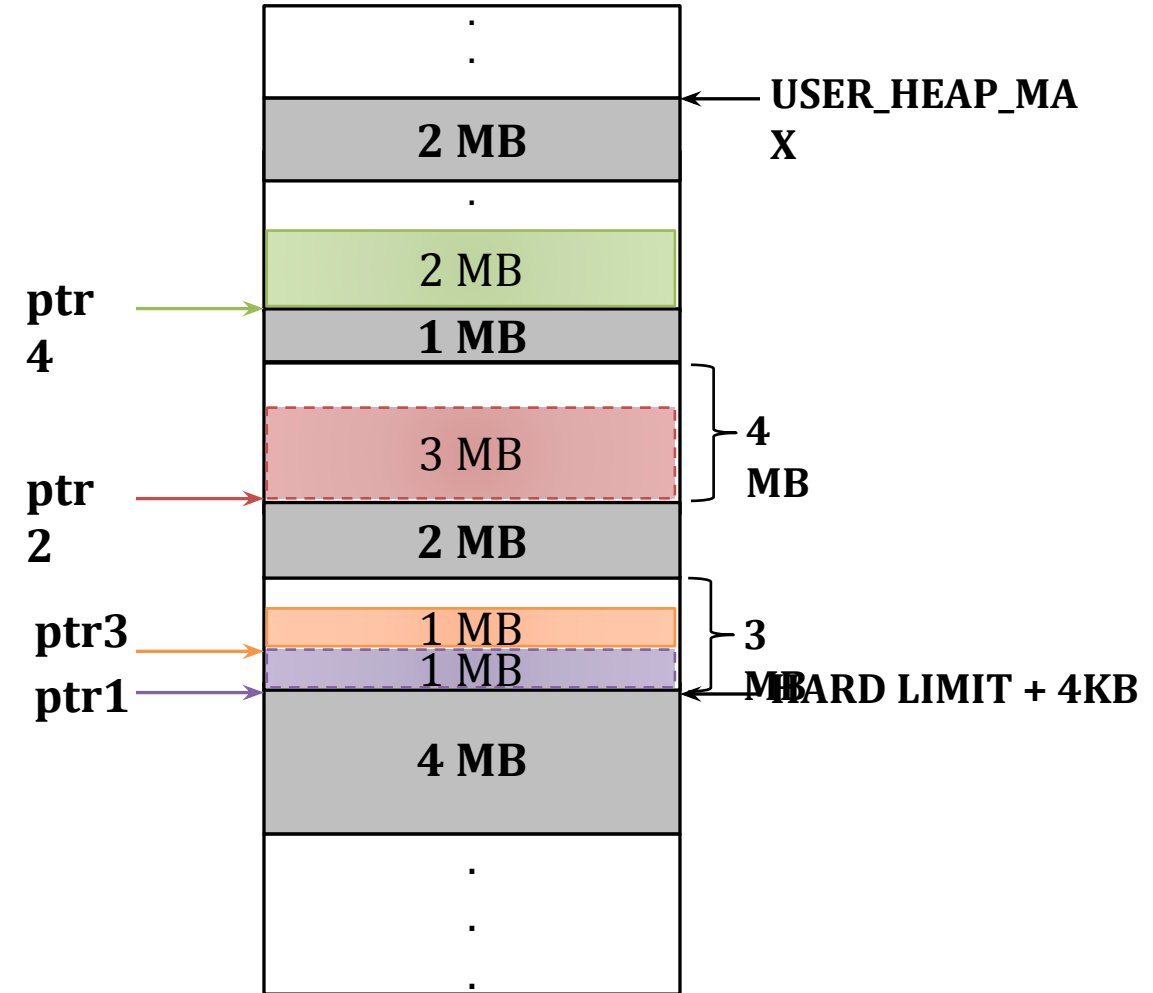 USER_HEAP_MA
X
2 MB
2 MB
ptr
4
1 MB
4
MB
3 MB
ptr
2
2 MB
1 MB
ptr3
3
MB
1 MB
ptr1
HARD LIMIT + 4KB
4 MB